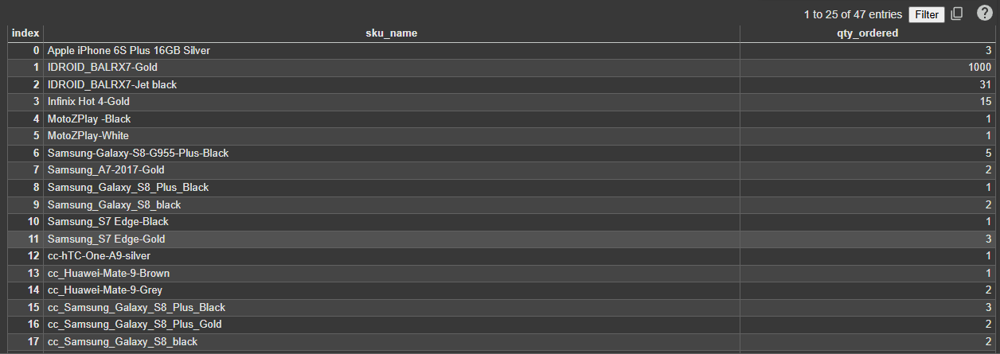 1 to 25 of 47 entries Filter
index sku_name qty_ordered
0 Apple iPhone 6S Plus 16GB Silver 3
1 IDROID_BALRX7-Gold 1000
2 IDROID_BALRX7-Jet black 31
3 Infinix Hot 4-Gold 15
4 MotoZPlay -Black 1
5 MotoZPlay-White 1
6 Samsung-Galaxy-S8-G955-Plus-Black 5
7 Samsung_A7-2017-Gold 2
8 Samsung_Galaxy_S8_Plus_Black 1
9 Samsung_Galaxy_S8_black 2
10 Samsung_S7 Edge-Black 1
11 Samsung_S7 Edge-Gold 3
12 cc-hTC-One-A9-silver 1
13 cc_Huawei-Mate-9-Brown 1
14 cc_Huawei-Mate-9-Grey 2
15 cc_Samsung_Galaxy_S8_Plus_Black 3
16 cc_Samsung_Galaxy_S8_Plus_Gold 2
17 cc_Samsung_Galaxy_S8_black 2